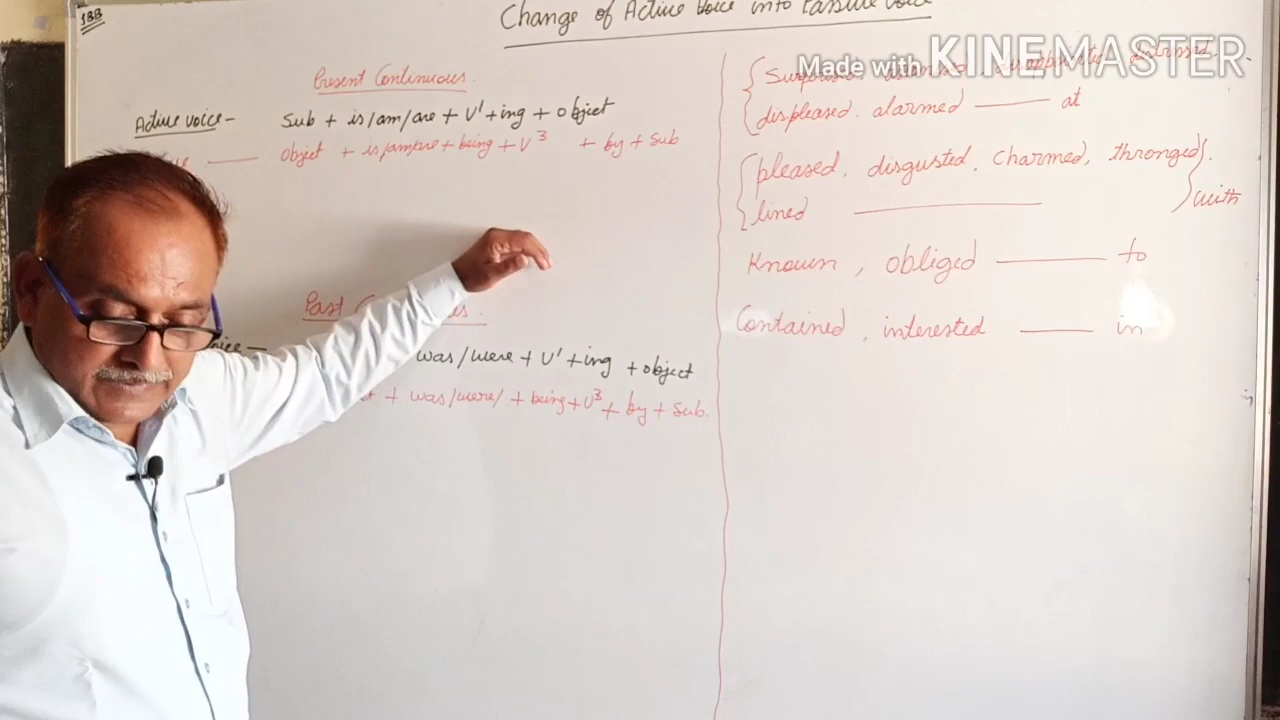 188
Change of Active Voice into Passive Voice
Present Continuous.
Active voice - Sub + is/am/are + V¹ + ing + object
Object + is/am/are + being + V³ + by + sub
Past
was/were + V¹ + ing + object
+ was/were/ + being + V³ + by + sub.
Made with KINEMASTER
displeased, alarmed —— at
pleased, disgusted, charmed, thronged
lined —— with
Known, obliged —— to
Contained, interested —— in